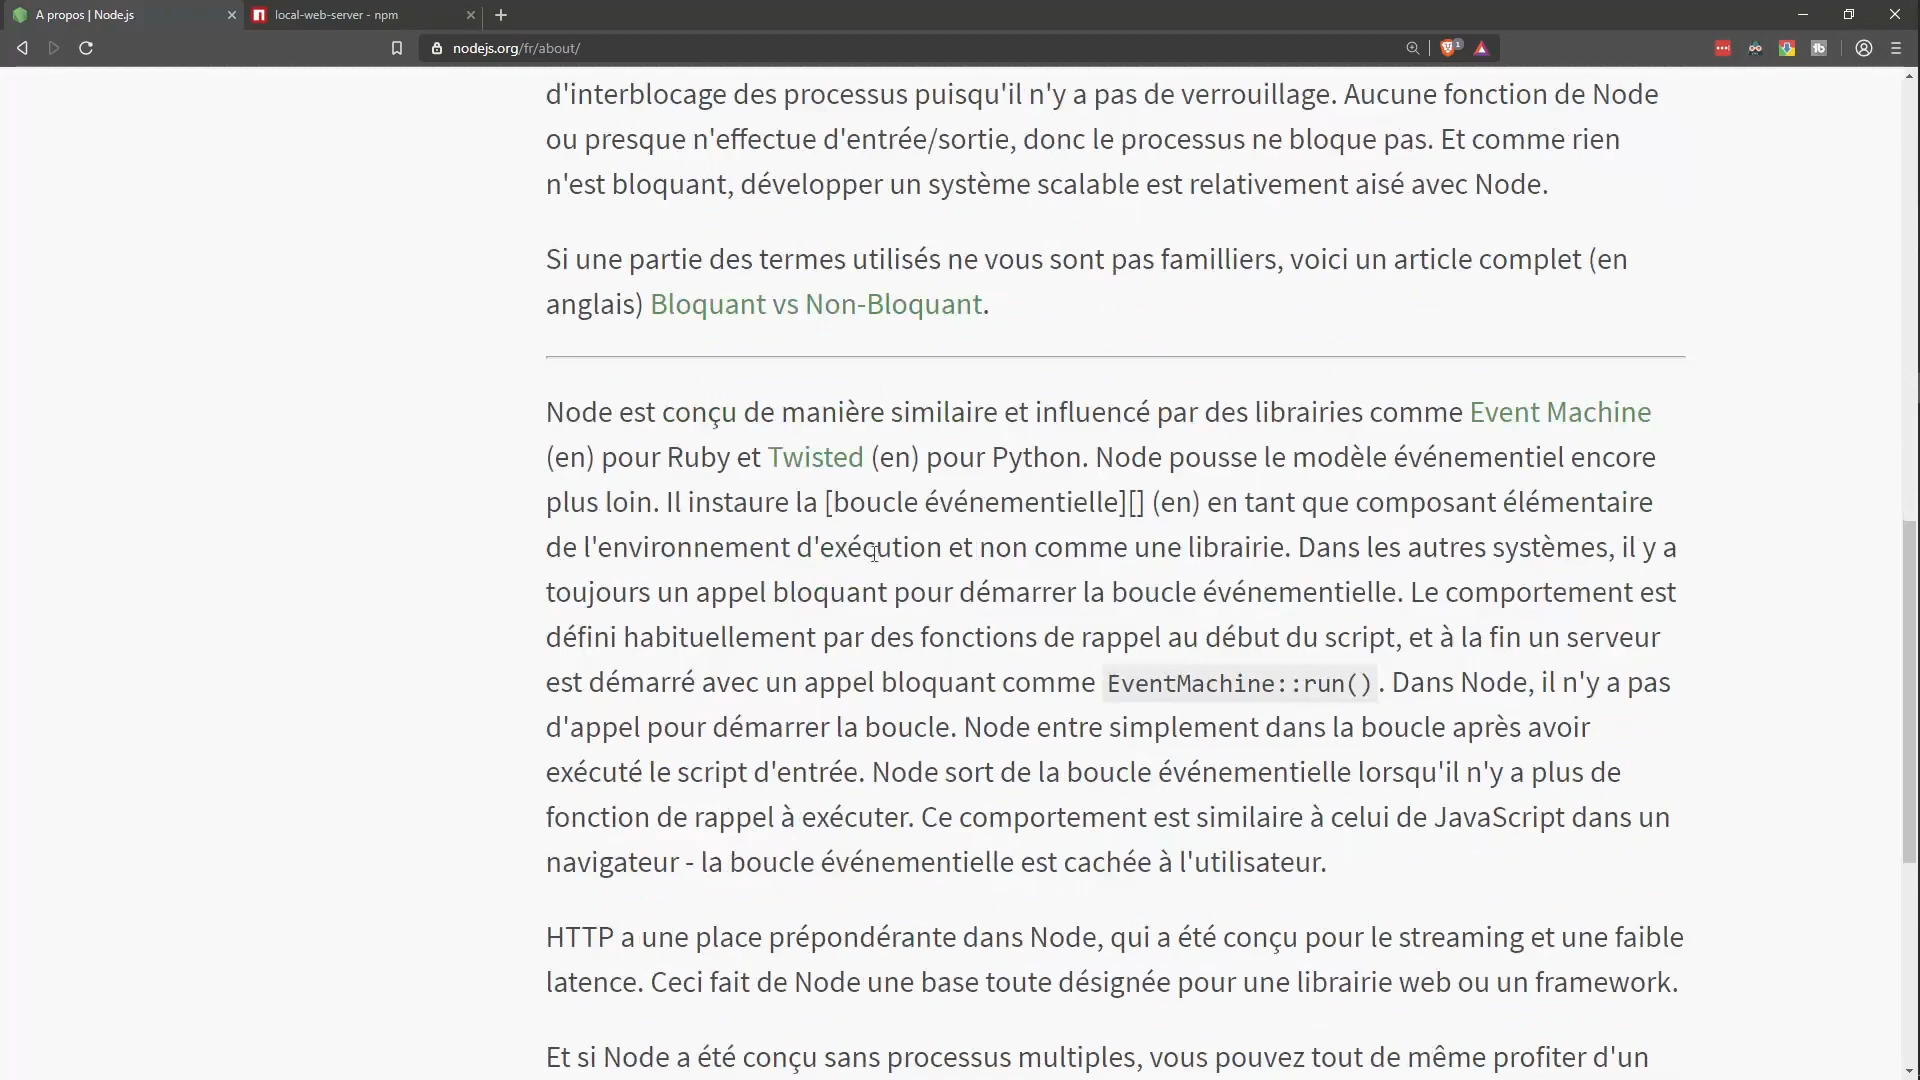 A propos | Node.js
local-web-server - npm
nodejs.org/fr/about/
d'interblocage des processus puisqu'il n'y a pas de verrouillage. Aucune fonction de Node
ou presque n'effectue d'entrée/sortie, donc le processus ne bloque pas. Et comme rien
n'est bloquant, développer un système scalable est relativement aisé avec Node.
Si une partie des termes utilisés ne vous sont pas familliers, voici un article complet (en
anglais) Bloquant vs Non-Bloquant.
Node est conçu de manière similaire et influencé par des librairies comme Event Machine
(en) pour Ruby et Twisted (en) pour Python. Node pousse le modèle événementiel encore
plus loin. Il instaure la [boucle événementielle][] (en) en tant que composant élémentaire
de l'environnement d'exécution et non comme une librairie. Dans les autres systèmes, il y a
toujours un appel bloquant pour démarrer la boucle événementielle. Le comportement est
défini habituellement par des fonctions de rappel au début du script, et à la fin un serveur
est démarré avec un appel bloquant comme EventMachine::run(). Dans Node, il n'y a pas
d'appel pour démarrer la boucle. Node entre simplement dans la boucle après avoir
exécuté le script d'entrée. Node sort de la boucle événementielle lorsqu'il n'y a plus de
fonction de rappel à exécuter. Ce comportement est similaire à celui de JavaScript dans un
navigateur - la boucle événementielle est cachée à l'utilisateur.
HTTP a une place prépondérante dans Node, qui a été conçu pour le streaming et une faible
latence. Ceci fait de Node une base toute désignée pour une librairie web ou un framework.
Et si Node a été conçu sans processus multiples, vous pouvez tout de même profiter d'un